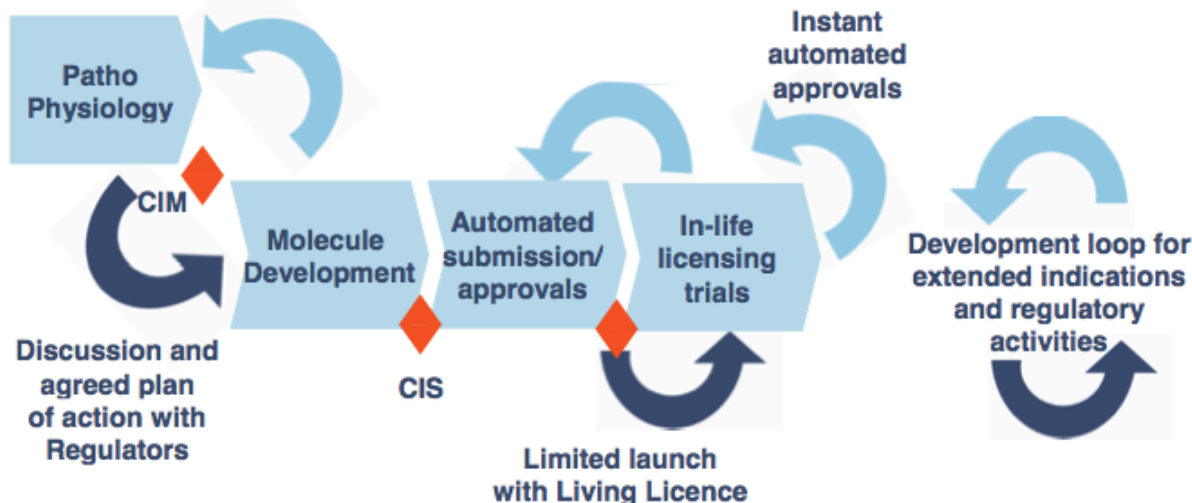 Patho
Physiology
CIM
Discussion and
agreed plan
of action with
Regulators
Molecule
Development
CIS
Automated
submission/
approvals
In-life
licensing
trials
Limited launch
with Living Licence
Instant
automated
approvals
Development loop for
extended indications
and regulatory
activities